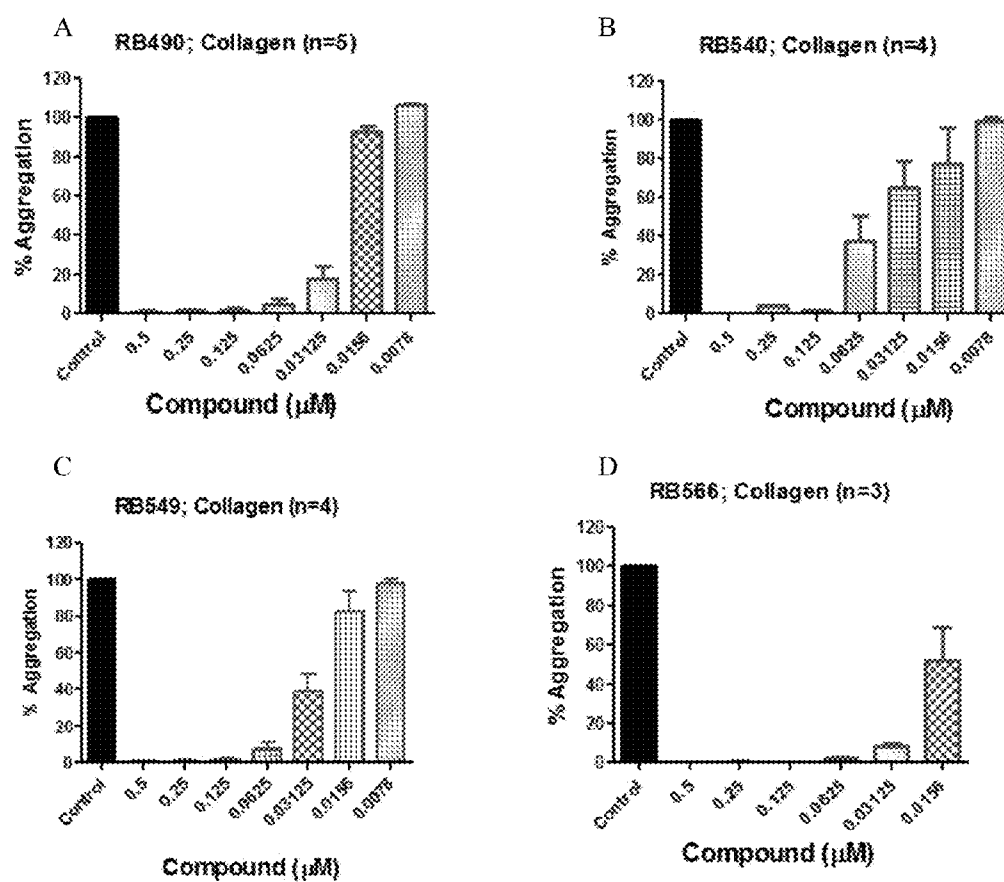 A
RB490; Collagen (n=5)
% Aggregation
120
100
80
60
40
20
0
Control
0.5
0.25
0.125
0.0625
0.03125
0.0156
0.0078
Compound (µM)
B
RB540; Collagen (n=4)
% Aggregation
120
100
80
60
40
20
0
Control
0.5
0.25
0.125
0.0625
0.03125
0.0156
0.0078
Compound (µM)
C
RB549; Collagen (n=4)
% Aggregation
120
100
80
60
40
20
0
Control
0.5
0.25
0.125
0.0625
0.03125
0.0156
0.0078
Compound (µM)
D
RB566; Collagen (n=3)
% Aggregation
120
100
80
60
40
20
0
Control
0.5
0.25
0.125
0.0625
0.03125
0.0156
Compound (µM)